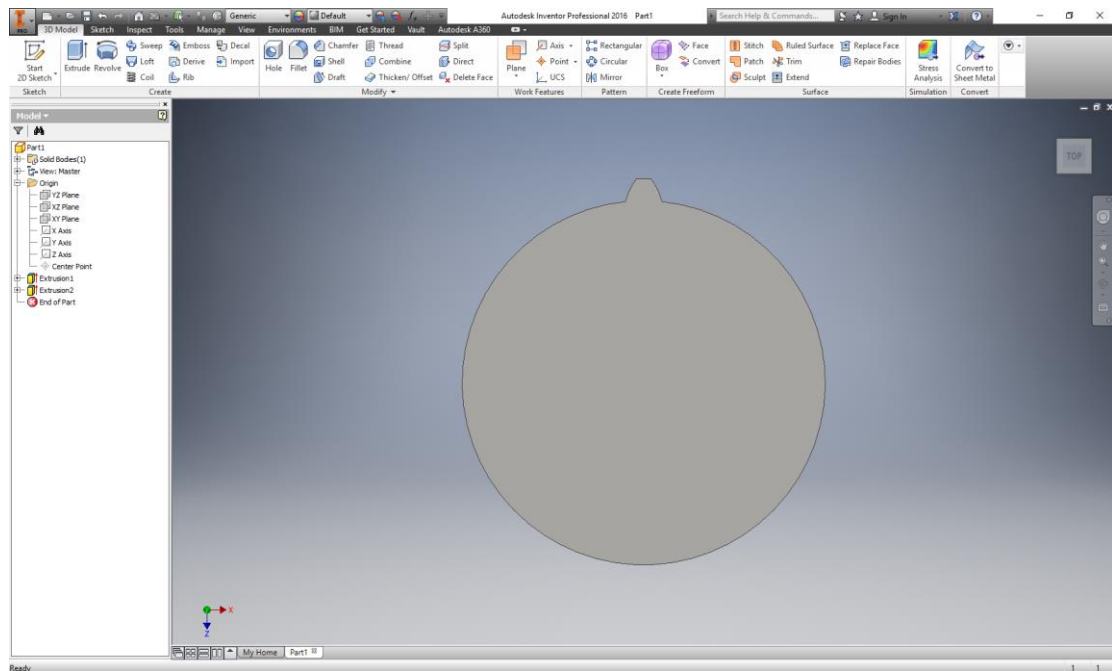 Generic Default Autodesk Inventor Professional 2016 Part1 Search Help & Commands... Sign In
PRO 3D Model Sketch Inspect Tools Manage View Environments BIM Get Started Vault Autodesk A360
Sweep Emboss Decal Chamfer Thread Split Axis Rectangular Face Stitch Ruled Surface Replace Face
Start 2D Sketch Extrude Revolve Loft Derive Import Hole Fillet Shell Combine Direct Plane Point Circular Box Convert Patch Trim Repair Bodies Stress Analysis Convert to Sheet Metal
Coil Rib Draft Thicken/ Offset Delete Face UCS Mirror Sculpt Extend
Sketch Create Modify Work Features Pattern Create Freeform Surface Simulation Convert
Model
Part1
Solid Bodies(1)
View: Master
Origin
YZ Plane
XZ Plane
XY Plane
X Axis
Y Axis
Z Axis
Center Point
Extrusion1
Extrusion2
End of Part
TOP
X
Z
My Home Part1
Ready 1 1